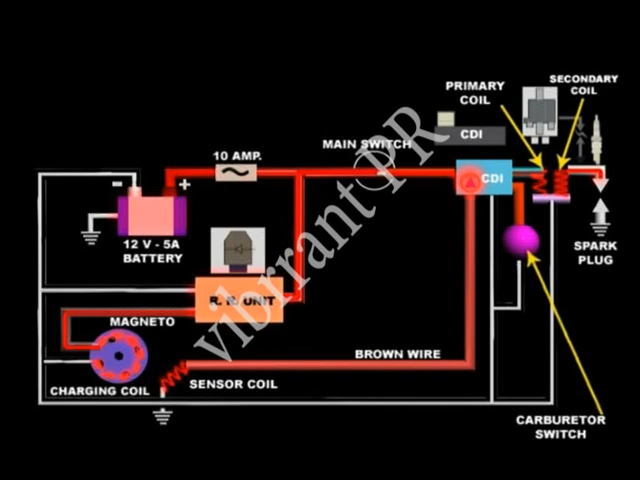 PRIMARY
COIL
SECONDARY
COIL
CDI
MAIN SWITCH
10 AMP.
CDI
-
+
12 V - 5A
BATTERY
SPARK
PLUG
R. R. UNIT
MAGNETO
BROWN WIRE
CHARGING COIL
SENSOR COIL
CARBURETOR
SWITCH
vibrrant PR